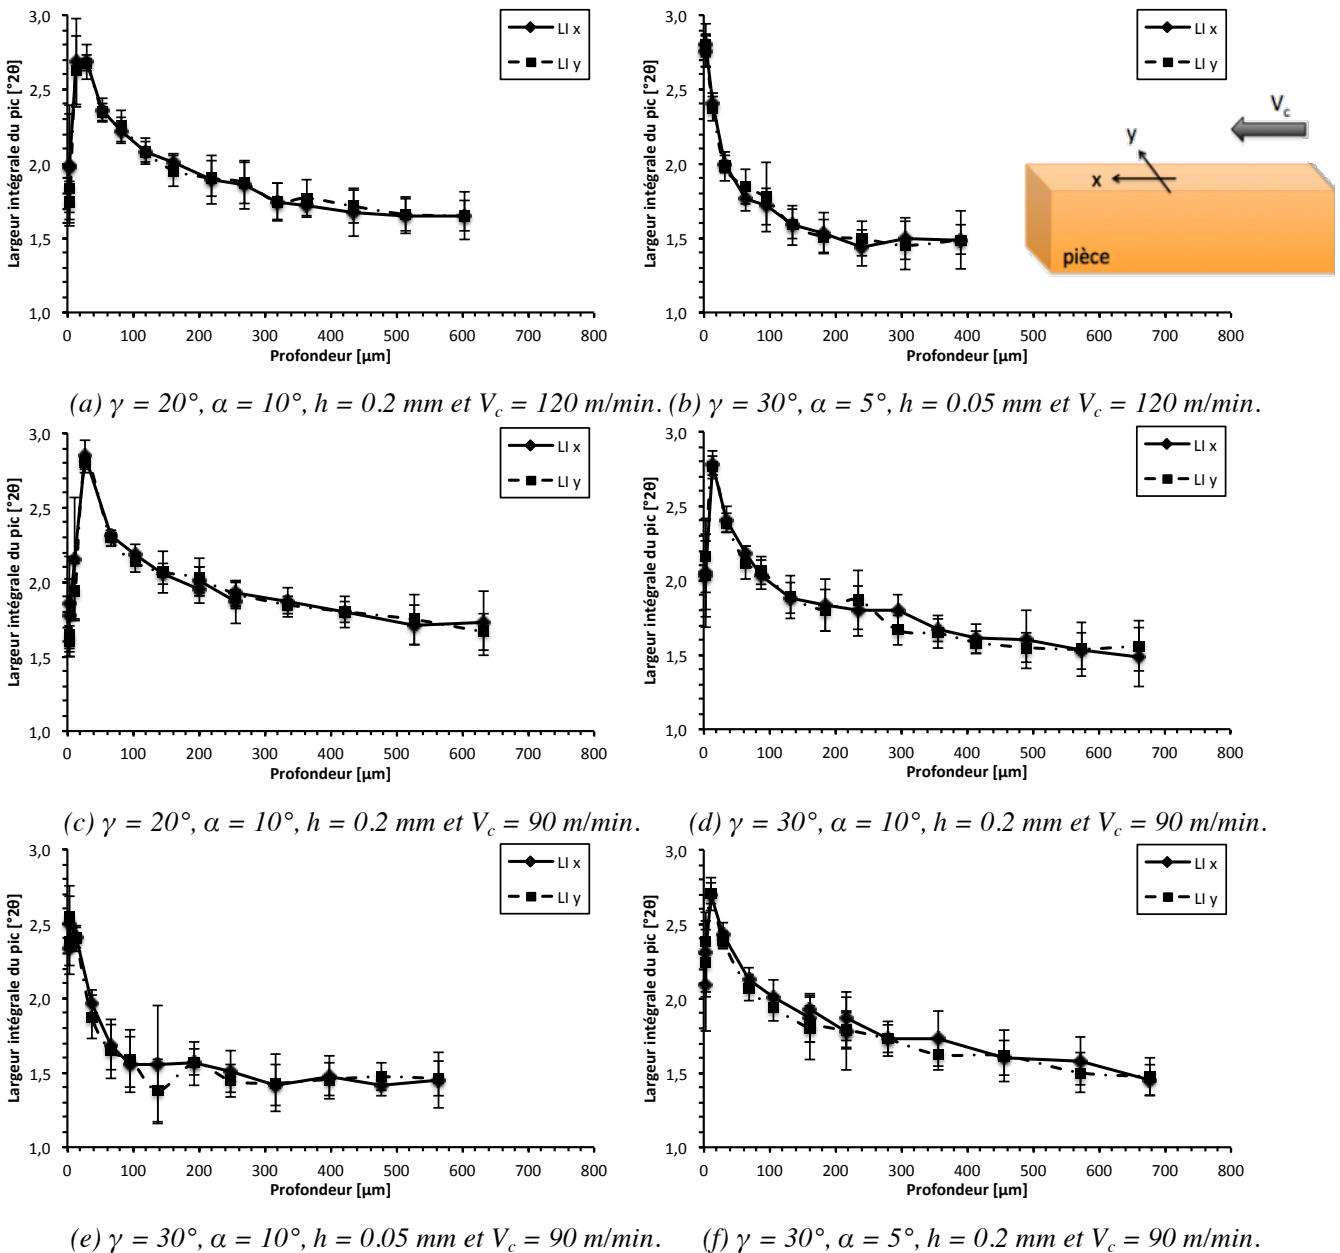 Largeur intégrale du pic [°2θ]
3,0
2,5
2,0
1,5
1,0
0 100 200 300 400 500 600 700 800
Profondeur [µm]
LI x
LI y
Largeur intégrale du pic [°2θ]
3,0
2,5
2,0
1,5
1,0
0 100 200 300 400 500 600 700 800
Profondeur [µm]
LI x
LI y
Vc
y
x
pièce
(a) γ = 20°, α = 10°, h = 0.2 mm et Vc = 120 m/min. (b) γ = 30°, α = 5°, h = 0.05 mm et Vc = 120 m/min.
Largeur intégrale du pic [°2θ]
3,0
2,5
2,0
1,5
1,0
0 100 200 300 400 500 600 700 800
Profondeur [µm]
LI x
LI y
Largeur intégrale du pic [°2θ]
3,0
2,5
2,0
1,5
1,0
0 100 200 300 400 500 600 700 800
Profondeur [µm]
LI x
LI y
(c) γ = 20°, α = 10°, h = 0.2 mm et Vc = 90 m/min. (d) γ = 30°, α = 10°, h = 0.2 mm et Vc = 90 m/min.
Largeur intégrale du pic [°2θ]
3,0
2,5
2,0
1,5
1,0
0 100 200 300 400 500 600 700 800
Profondeur [µm]
LI x
LI y
Largeur intégrale du pic [°2θ]
3,0
2,5
2,0
1,5
1,0
0 100 200 300 400 500 600 700 800
Profondeur [µm]
LI x
LI y
(e) γ = 30°, α = 10°, h = 0.05 mm et Vc = 90 m/min. (f) γ = 30°, α = 5°, h = 0.2 mm et Vc = 90 m/min.